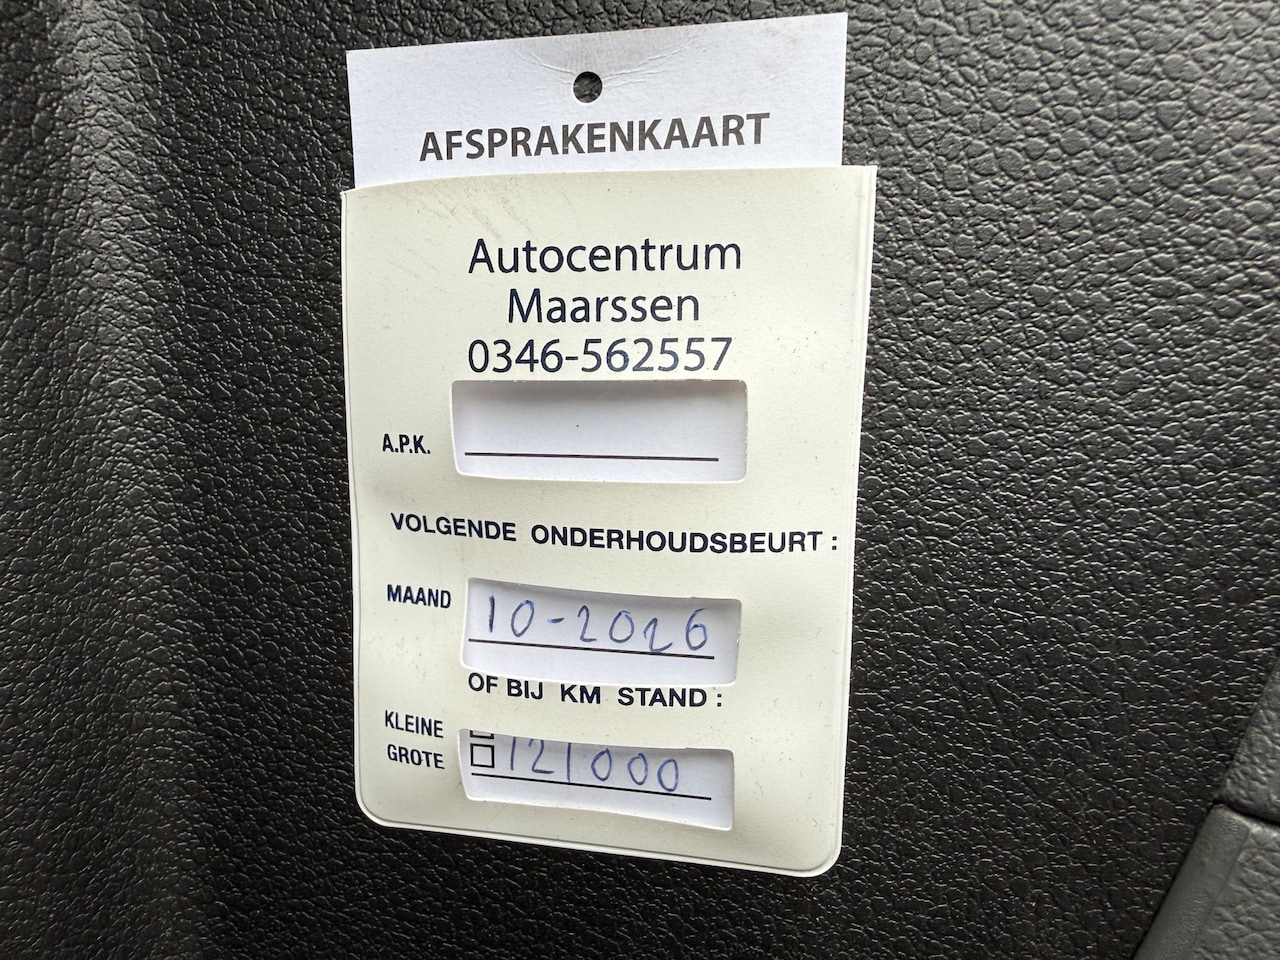 AFSPRAKENKAART
Autocentrum
Maarssen
0346-562557
A.P.K.
VOLGENDE ONDERHOUDSBEURT :
MAAND 10-2026
OF BIJ KM STAND :
KLEINE
GROTE 121000